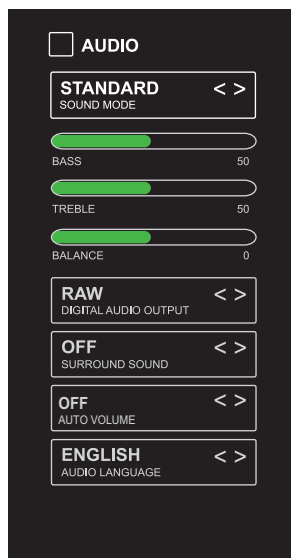 AUDIO
STANDARD < >
SOUND MODE
BASS 50
TREBLE 50
BALANCE 0
RAW < >
DIGITAL AUDIO OUTPUT
OFF < >
SURROUND SOUND
OFF < >
AUTO VOLUME
ENGLISH < >
AUDIO LANGUAGE